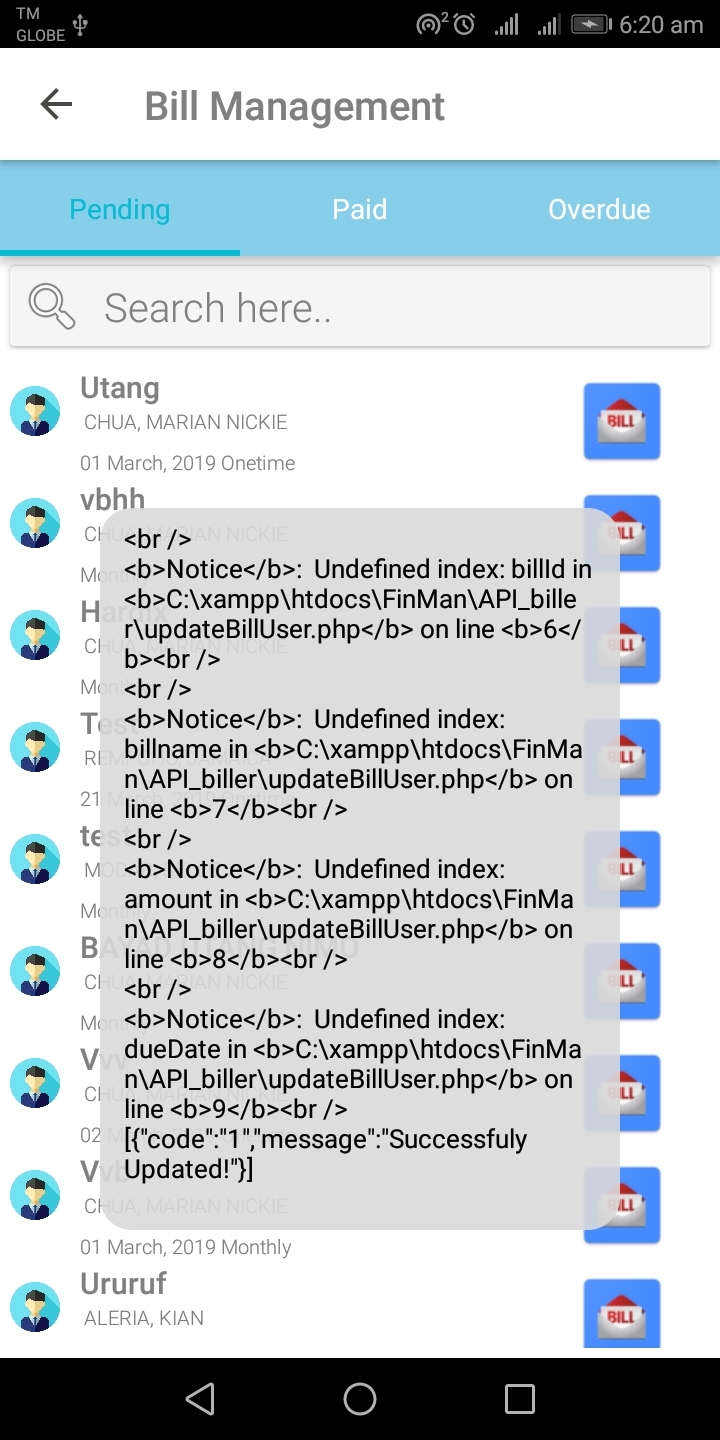 TM
GLOBE
2
6:20 am
Bill Management
Pending Paid Overdue
Search here..
Utang
CHUA, MARIAN NICKIE
01 March, 2019 Onetime
BILL
vbhh
CHUA, MARIAN NICKIE
<br />
<b>Notice</b>:  Undefined index: billId in
<b>C:\xampp\htdocs\FinMan\API_bille
r\updateBillUser.php</b> on line <b>6</
b><br />
<br />
<b>Notice</b>:  Undefined index:
billname in <b>C:\xampp\htdocs\FinMa
n\API_biller\updateBillUser.php</b> on
line <b>7</b><br />
<br />
<b>Notice</b>:  Undefined index:
amount in <b>C:\xampp\htdocs\FinMa
n\API_biller\updateBillUser.php</b> on
line <b>8</b><br />
<br />
<b>Notice</b>:  Undefined index:
dueDate in <b>C:\xampp\htdocs\FinMa
n\API_biller\updateBillUser.php</b> on
line <b>9</b><br />
[{"code":"1","message":"Successfuly
Updated!"}]
CHUA, MARIAN NICKIE
01 March, 2019 Monthly
Ururuf
ALERIA, KIAN
BILL